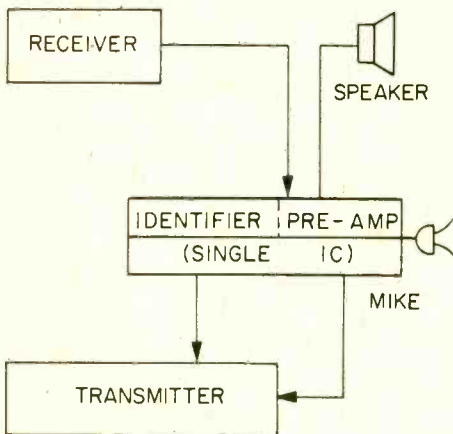 RECEIVER
SPEAKER
IDENTIFIER PRE-AMP
(SINGLE IC)
MIKE
TRANSMITTER